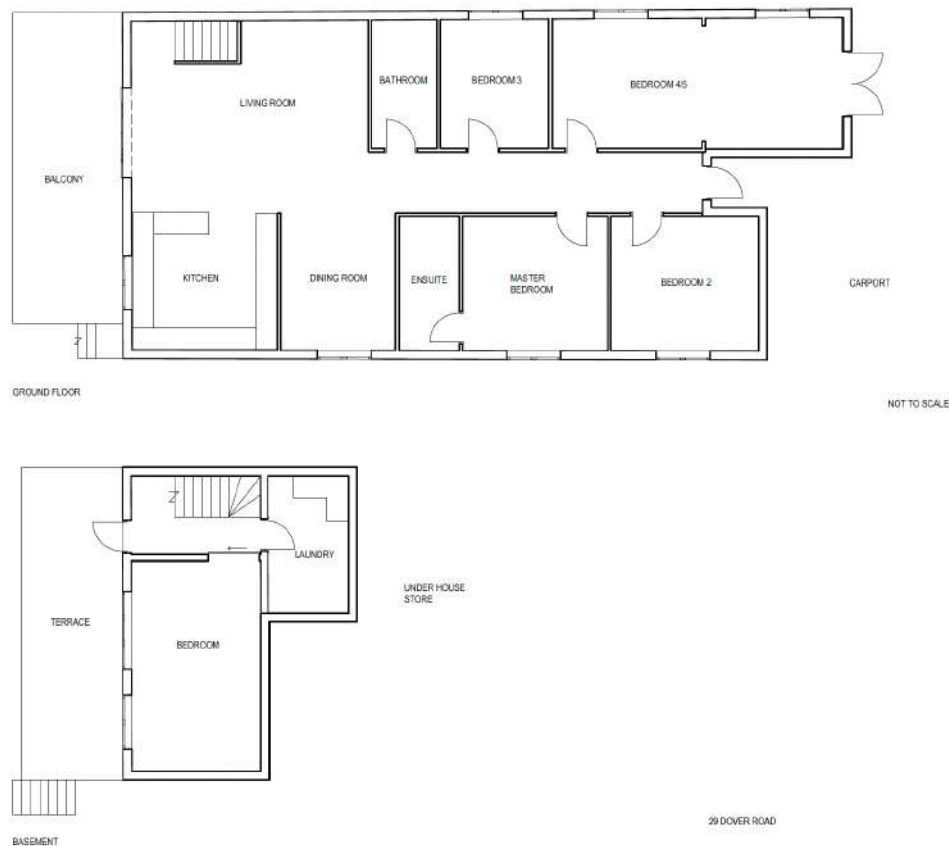 BATHROOM
BEDROOM 3
BEDROOM 4/5
LIVING ROOM
BALCONY
KITCHEN
DINING ROOM
ENSUITE
MASTER
BEDROOM
BEDROOM 2
CARPORT
GROUND FLOOR
NOT TO SCALE
LAUNDRY
UNDER HOUSE
STORE
TERRACE
BEDROOM
29 DOVER ROAD
BASEMENT